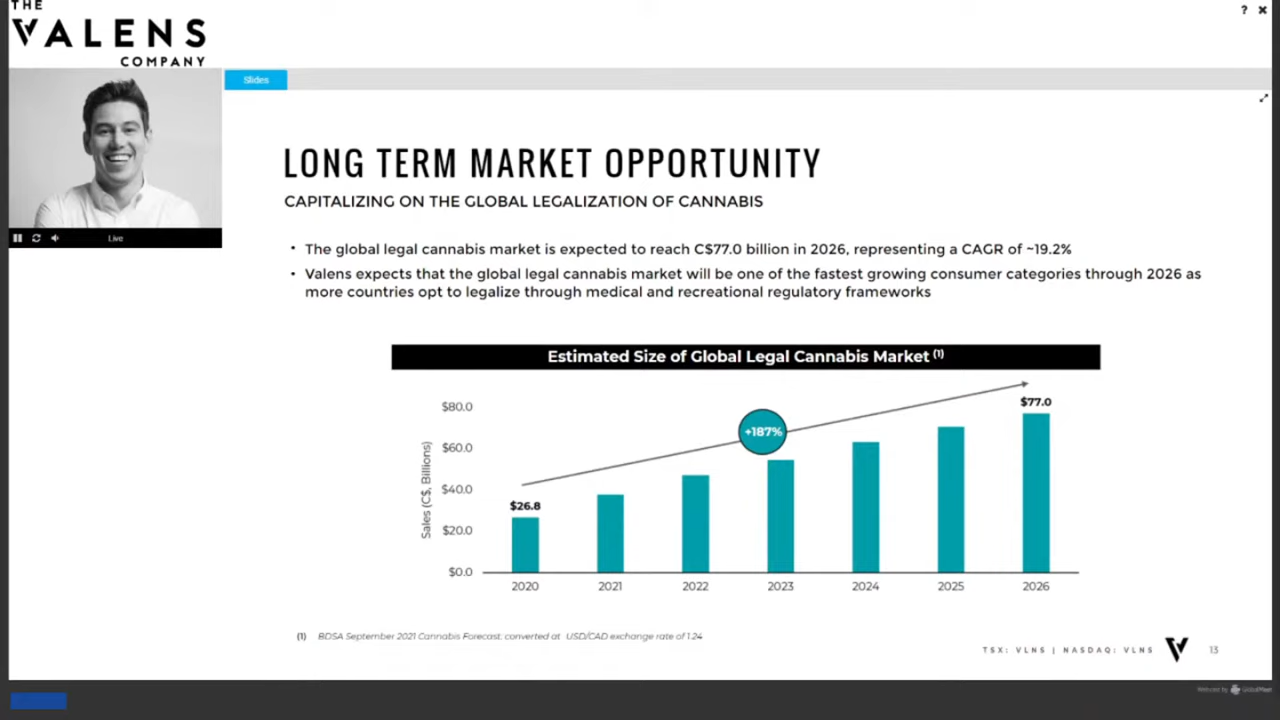 THE
VALENS
COMPANY
? ×
Slides
Live
LONG TERM MARKET OPPORTUNITY
CAPITALIZING ON THE GLOBAL LEGALIZATION OF CANNABIS
• The global legal cannabis market is expected to reach C$77.0 billion in 2026, representing a CAGR of ~19.2%
• Valens expects that the global legal cannabis market will be one of the fastest growing consumer categories through 2026 as
more countries opt to legalize through medical and recreational regulatory frameworks
Estimated Size of Global Legal Cannabis Market (1)
Sales (C$, Billions)
$80.0
$60.0
$40.0
$20.0
$0.0
$26.8
+187%
$77.0
2020 2021 2022 2023 2024 2025 2026
(1) BDSA September 2021 Cannabis Forecast; converted at USD/CAD exchange rate of 1.24
TSX: VLNS | NASDAQ: VLNS 13
Webcast by GlobalMeet